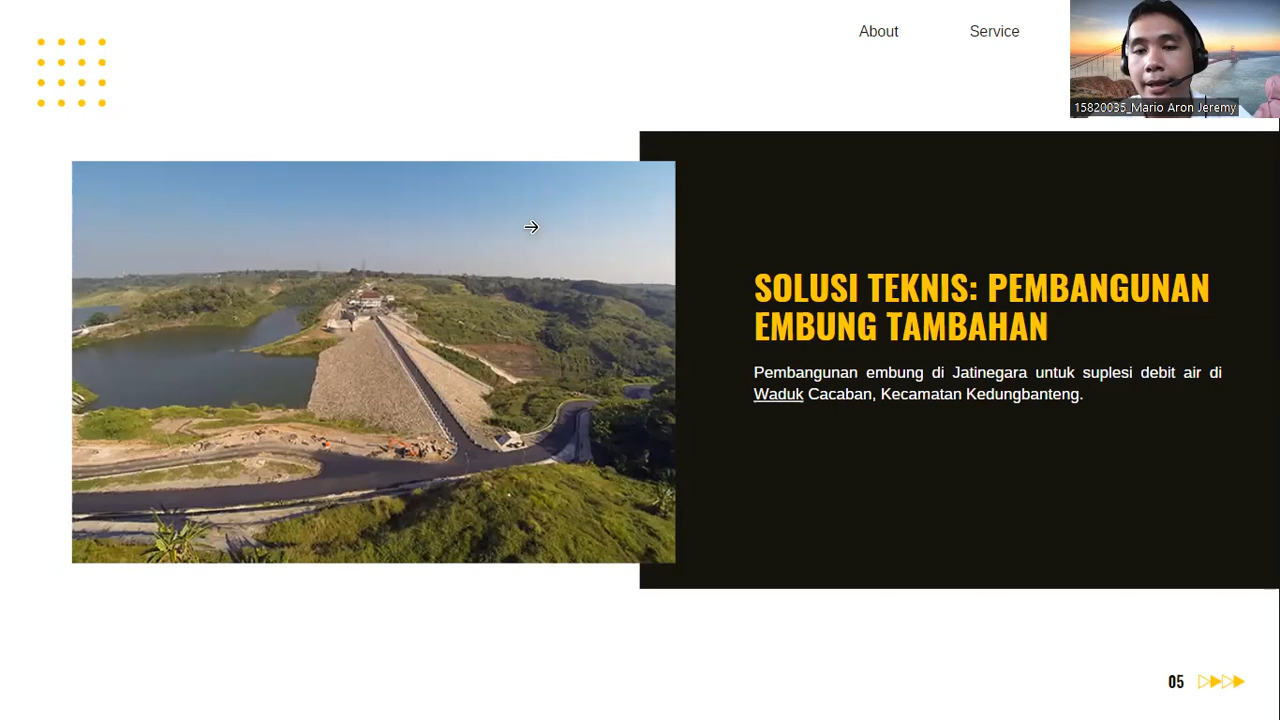 About
Service
15820035_Mario Aron Jeremy
SOLUSI TEKNIS: PEMBANGUNAN
EMBUNG TAMBAHAN
Pembangunan embung di Jatinegara untuk suplesi debit air di
Waduk Cacaban, Kecamatan Kedungbanteng.
05